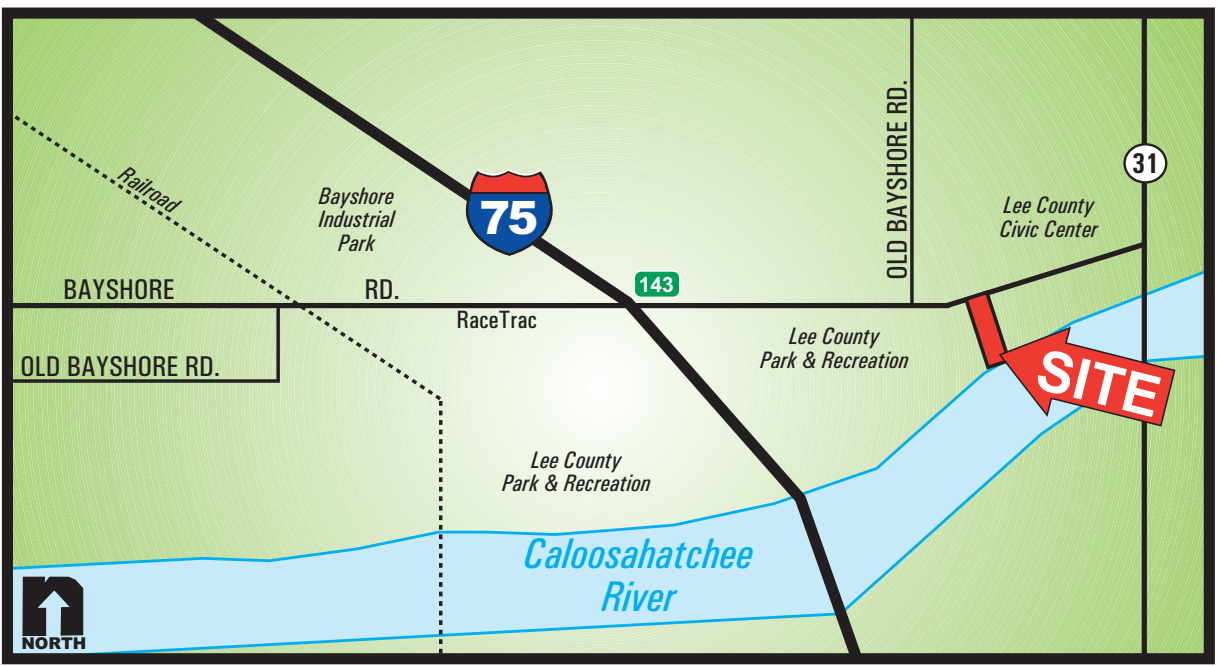 OLD BAYSHORE RD.
31
Railroad
Bayshore
Industrial
Park
75
Lee County
Civic Center
143
BAYSHORE RD.
RaceTrac
Lee County
Park & Recreation
OLD BAYSHORE RD.
SITE
Lee County
Park & Recreation
Caloosahatchee
River
n
NORTH